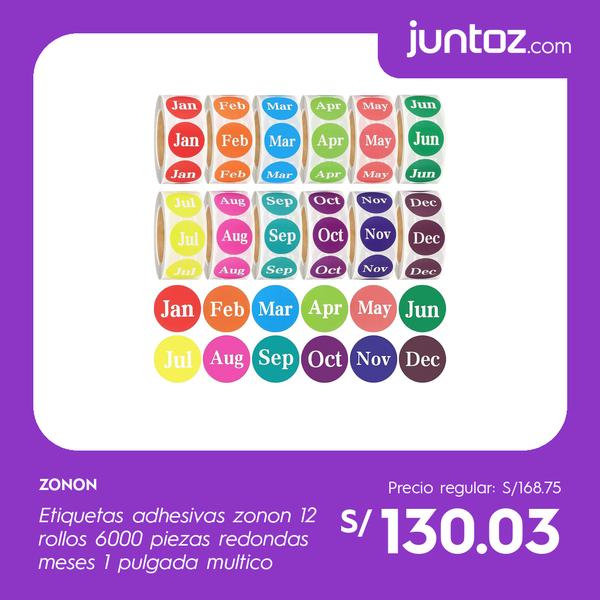 juntoz.com
Jan Feb Mar Apr May Jun
Jan Feb Mar Apr May Jun
Jan Feb Mar Apr May Jun
Jul Aug Sep Oct Nov Dec
Jul Aug Sep Oct Nov Dec
Jul Aug Sep Oct Nov Dec
Jan Feb Mar Apr May Jun
Jul Aug Sep Oct Nov Dec
ZONON
Etiquetas adhesivas zonon 12
rollos 6000 piezas redondas
meses 1 pulgada multico
Precio regular: S/168.75
S/130.03